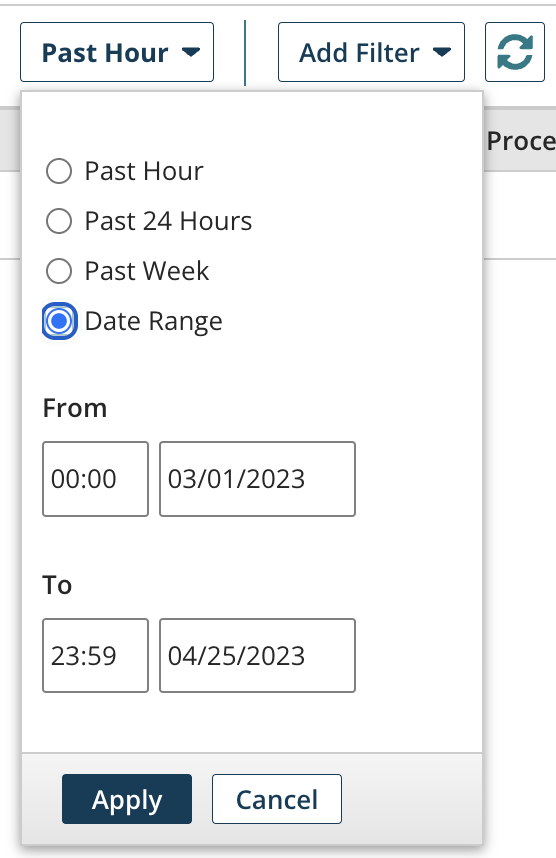 Past Hour
Add Filter
Proce
Past Hour
Past 24 Hours
Past Week
Date Range
From
00:00 03/01/2023
To
23:59 04/25/2023
Apply Cancel